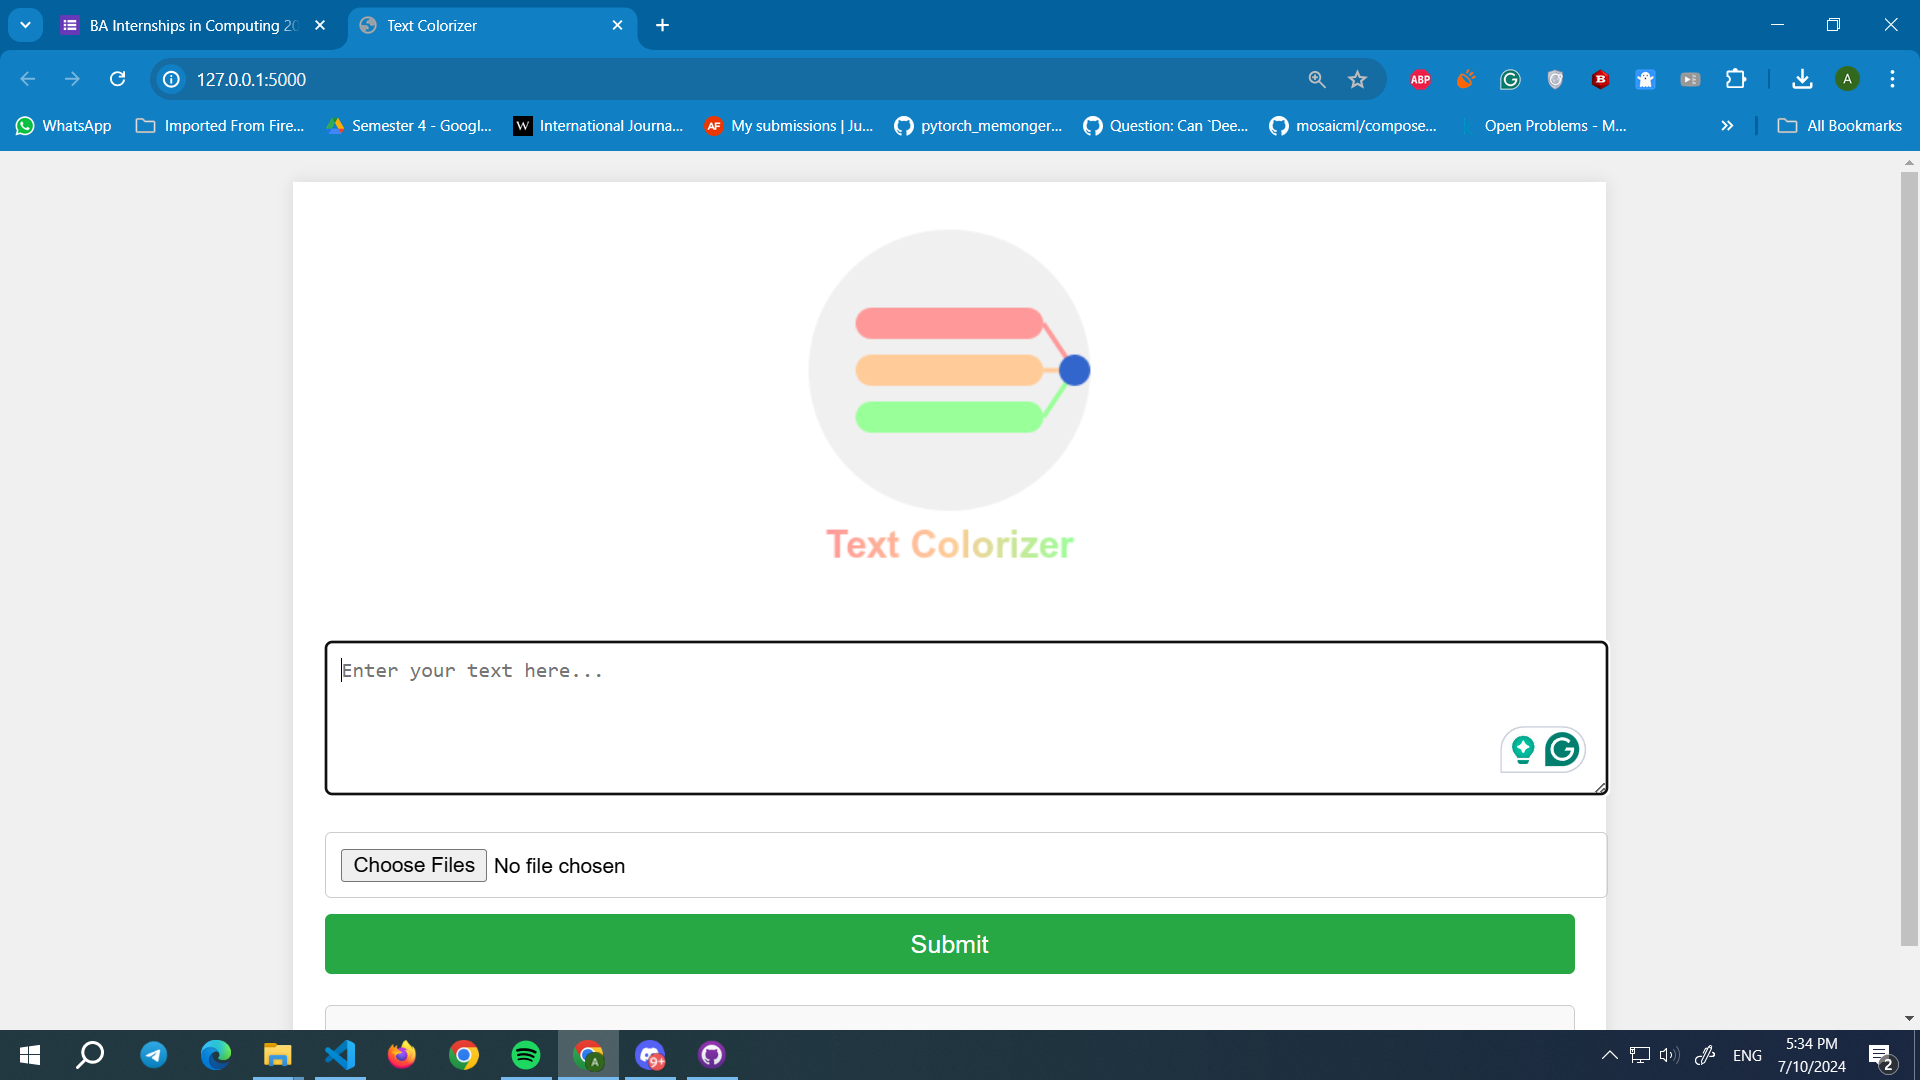 BA Internships in Computing 20
Text Colorizer
127.0.0.1:5000
ABP
A
WhatsApp
Imported From Fire...
Semester 4 - Googl...
W
International Journa...
AF
My submissions | Ju...
pytorch_memonger...
Question: Can `Dee...
mosaicml/compose...
Open Problems - M...
All Bookmarks
Text Colorizer
Enter your text here...
Choose Files
No file chosen
Submit
A
9+
ENG
5:34 PM
7/10/2024
2